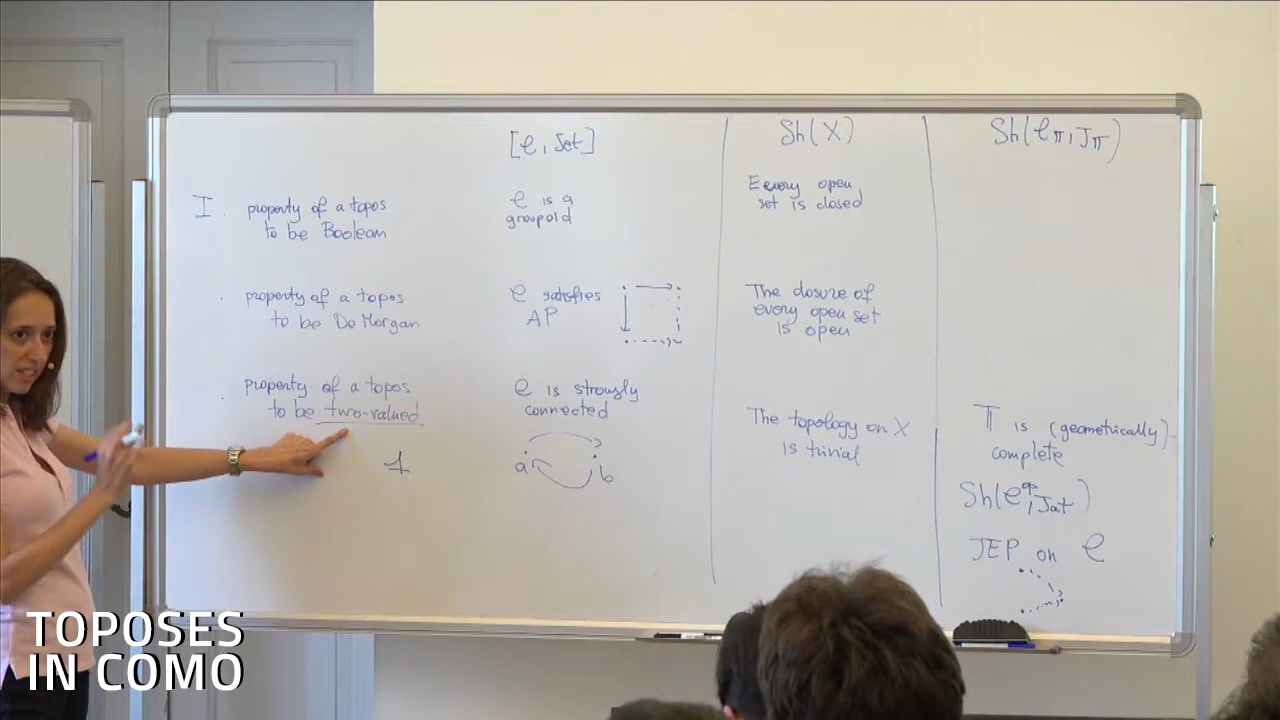 [C, Set]
Sh(X)
Sh(C_𝕋, J_𝕋)
I. property of a topos
to be Boolean
C is a
groupoid
Every open
set is closed
. property of a topos
to be De Morgan
C satisfies
AP
The closure of
every open set
is open
. property of a topos
to be two-valued
1
C is strongly
connected
a b
The topology on X
is trivial
𝕋 is (geometrically)
complete
Sh(C^op, Jat)
JEP on C
TOPOSES
IN COMO